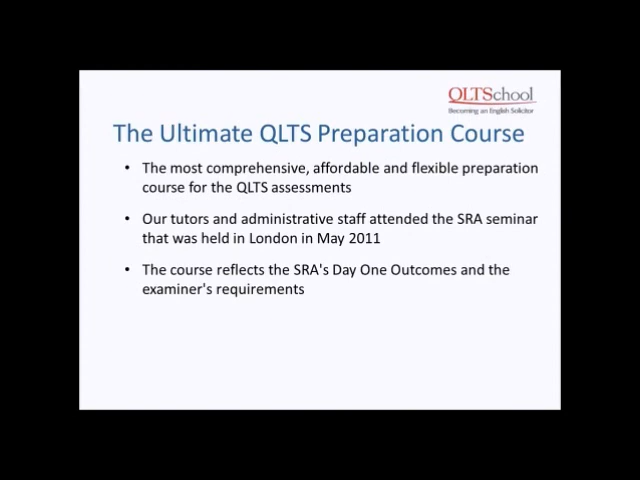 QLTSchool
Becoming an English Solicitor
The Ultimate QLTS Preparation Course
• The most comprehensive, affordable and flexible preparation
course for the QLTS assessments
• Our tutors and administrative staff attended the SRA seminar
that was held in London in May 2011
• The course reflects the SRA's Day One Outcomes and the
examiner's requirements